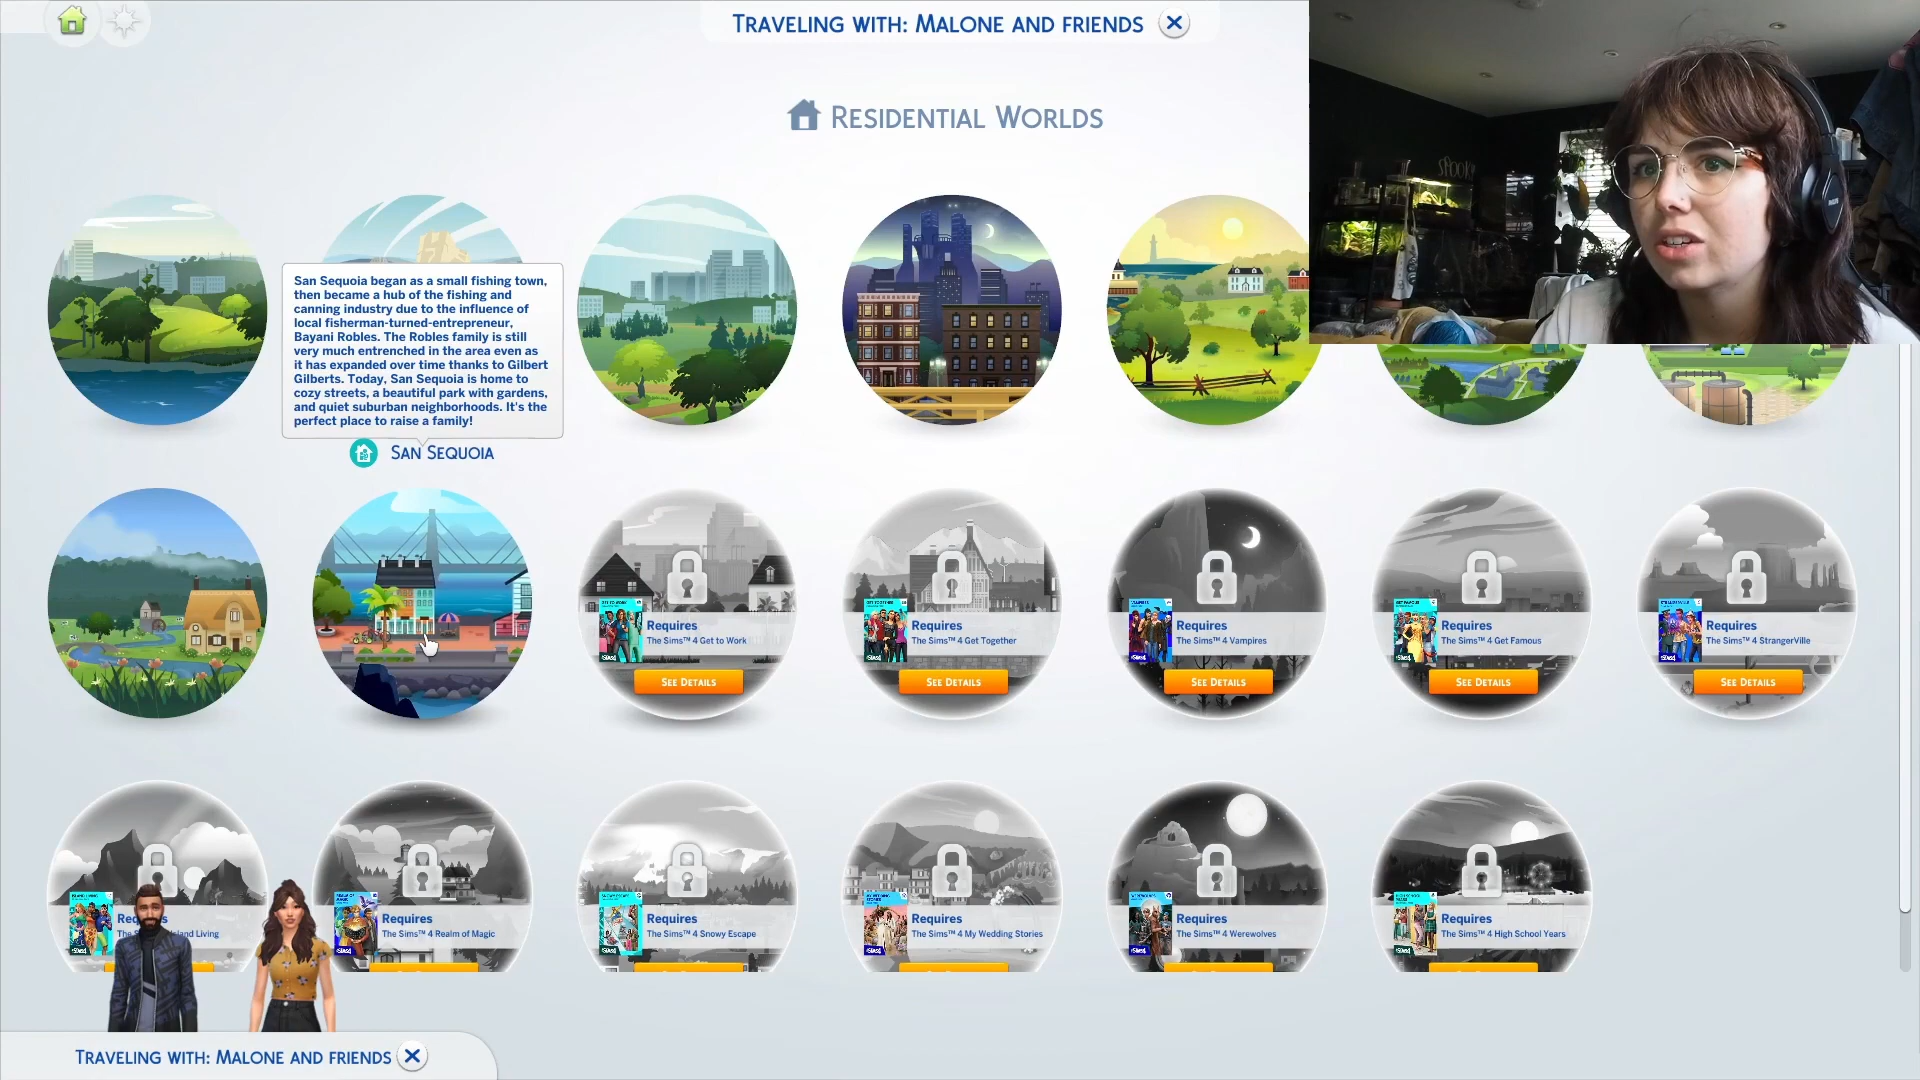 Traveling with: Malone and friends
Residential Worlds
SPOOKY
San Sequoia began as a small fishing town,
then became a hub of the fishing and
canning industry due to the influence of
local fisherman-turned-entrepreneur,
Bayani Robles. The Robles family is still
very much entrenched in the area even as
it has expanded over time thanks to Gilbert
Gilberts. Today, San Sequoia is home to
cozy streets, a beautiful park with gardens,
and quiet suburban neighborhoods. It's the
perfect place to raise a family!
San Sequoia
Requires
The Sims™ 4 Get to Work
See Details
Requires
The Sims™ 4 Get Together
See Details
Requires
The Sims™ 4 Vampires
See Details
Requires
The Sims™ 4 Get Famous
See Details
Requires
The Sims™ 4 StrangerVille
See Details
The Island Living
Requires
The Sims™ 4 Realm of Magic
Requires
The Sims™ 4 Snowy Escape
Requires
The Sims™ 4 My Wedding Stories
Requires
The Sims™ 4 Werewolves
Requires
The Sims™ 4 High School Years
Traveling with: Malone and friends